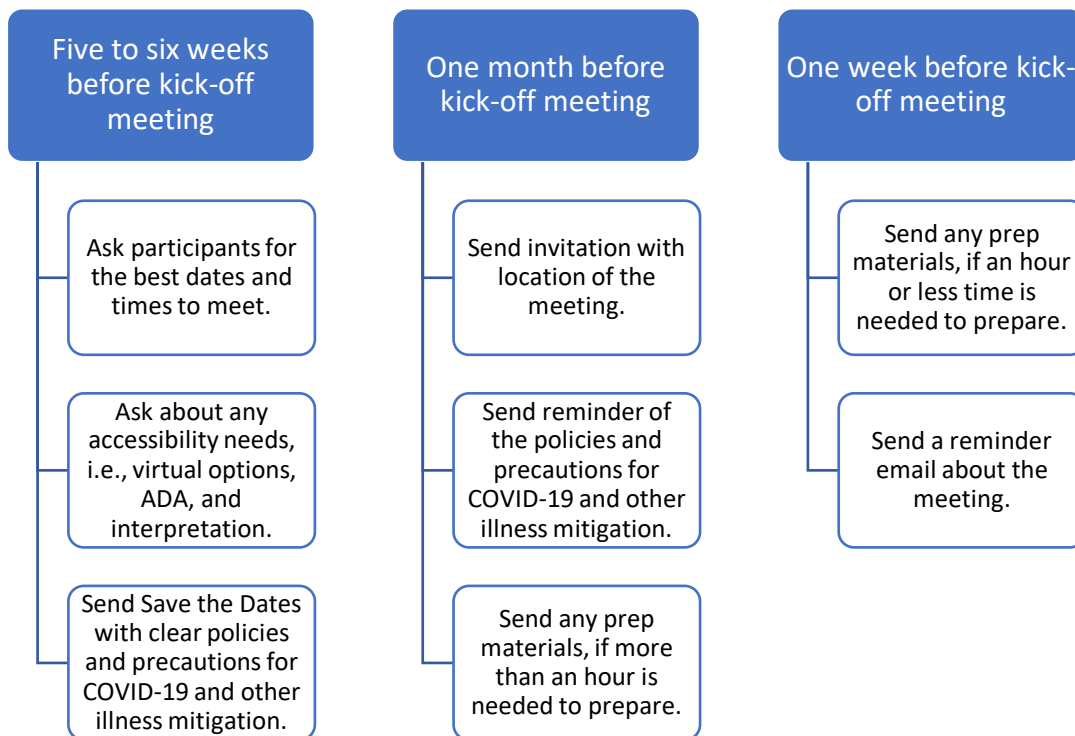 Five to six weeks
before kick-off
meeting
Ask participants for
the best dates and
times to meet.
Ask about any
accessibility needs,
i.e., virtual options,
ADA, and
interpretation.
Send Save the Dates
with clear policies
and precautions for
COVID-19 and other
illness mitigation.
One month before
kick-off meeting
Send invitation with
location of the
meeting.
Send reminder of
the policies and
precautions for
COVID-19 and other
illness mitigation.
Send any prep
materials, if more
than an hour is
needed to prepare.
One week before kick-
off meeting
Send any prep
materials, if an hour
or less time is
needed to prepare.
Send a reminder
email about the
meeting.